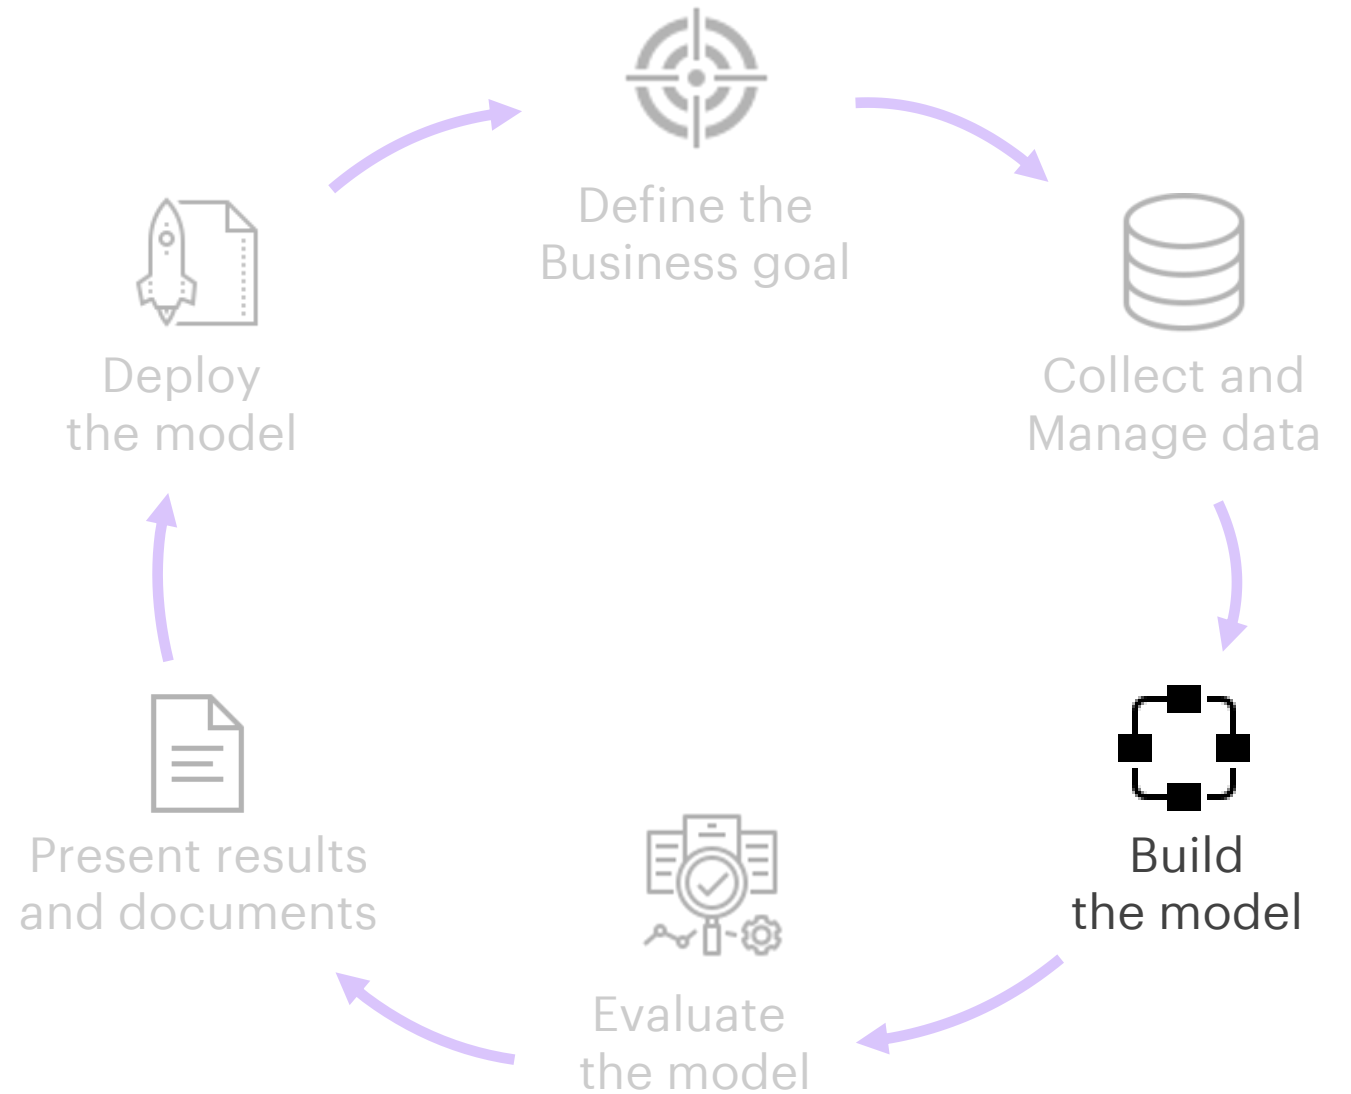 Define the
Business goal
Collect and
Manage data
Build
the model
Evaluate
the model
Present results
and documents
Deploy
the model